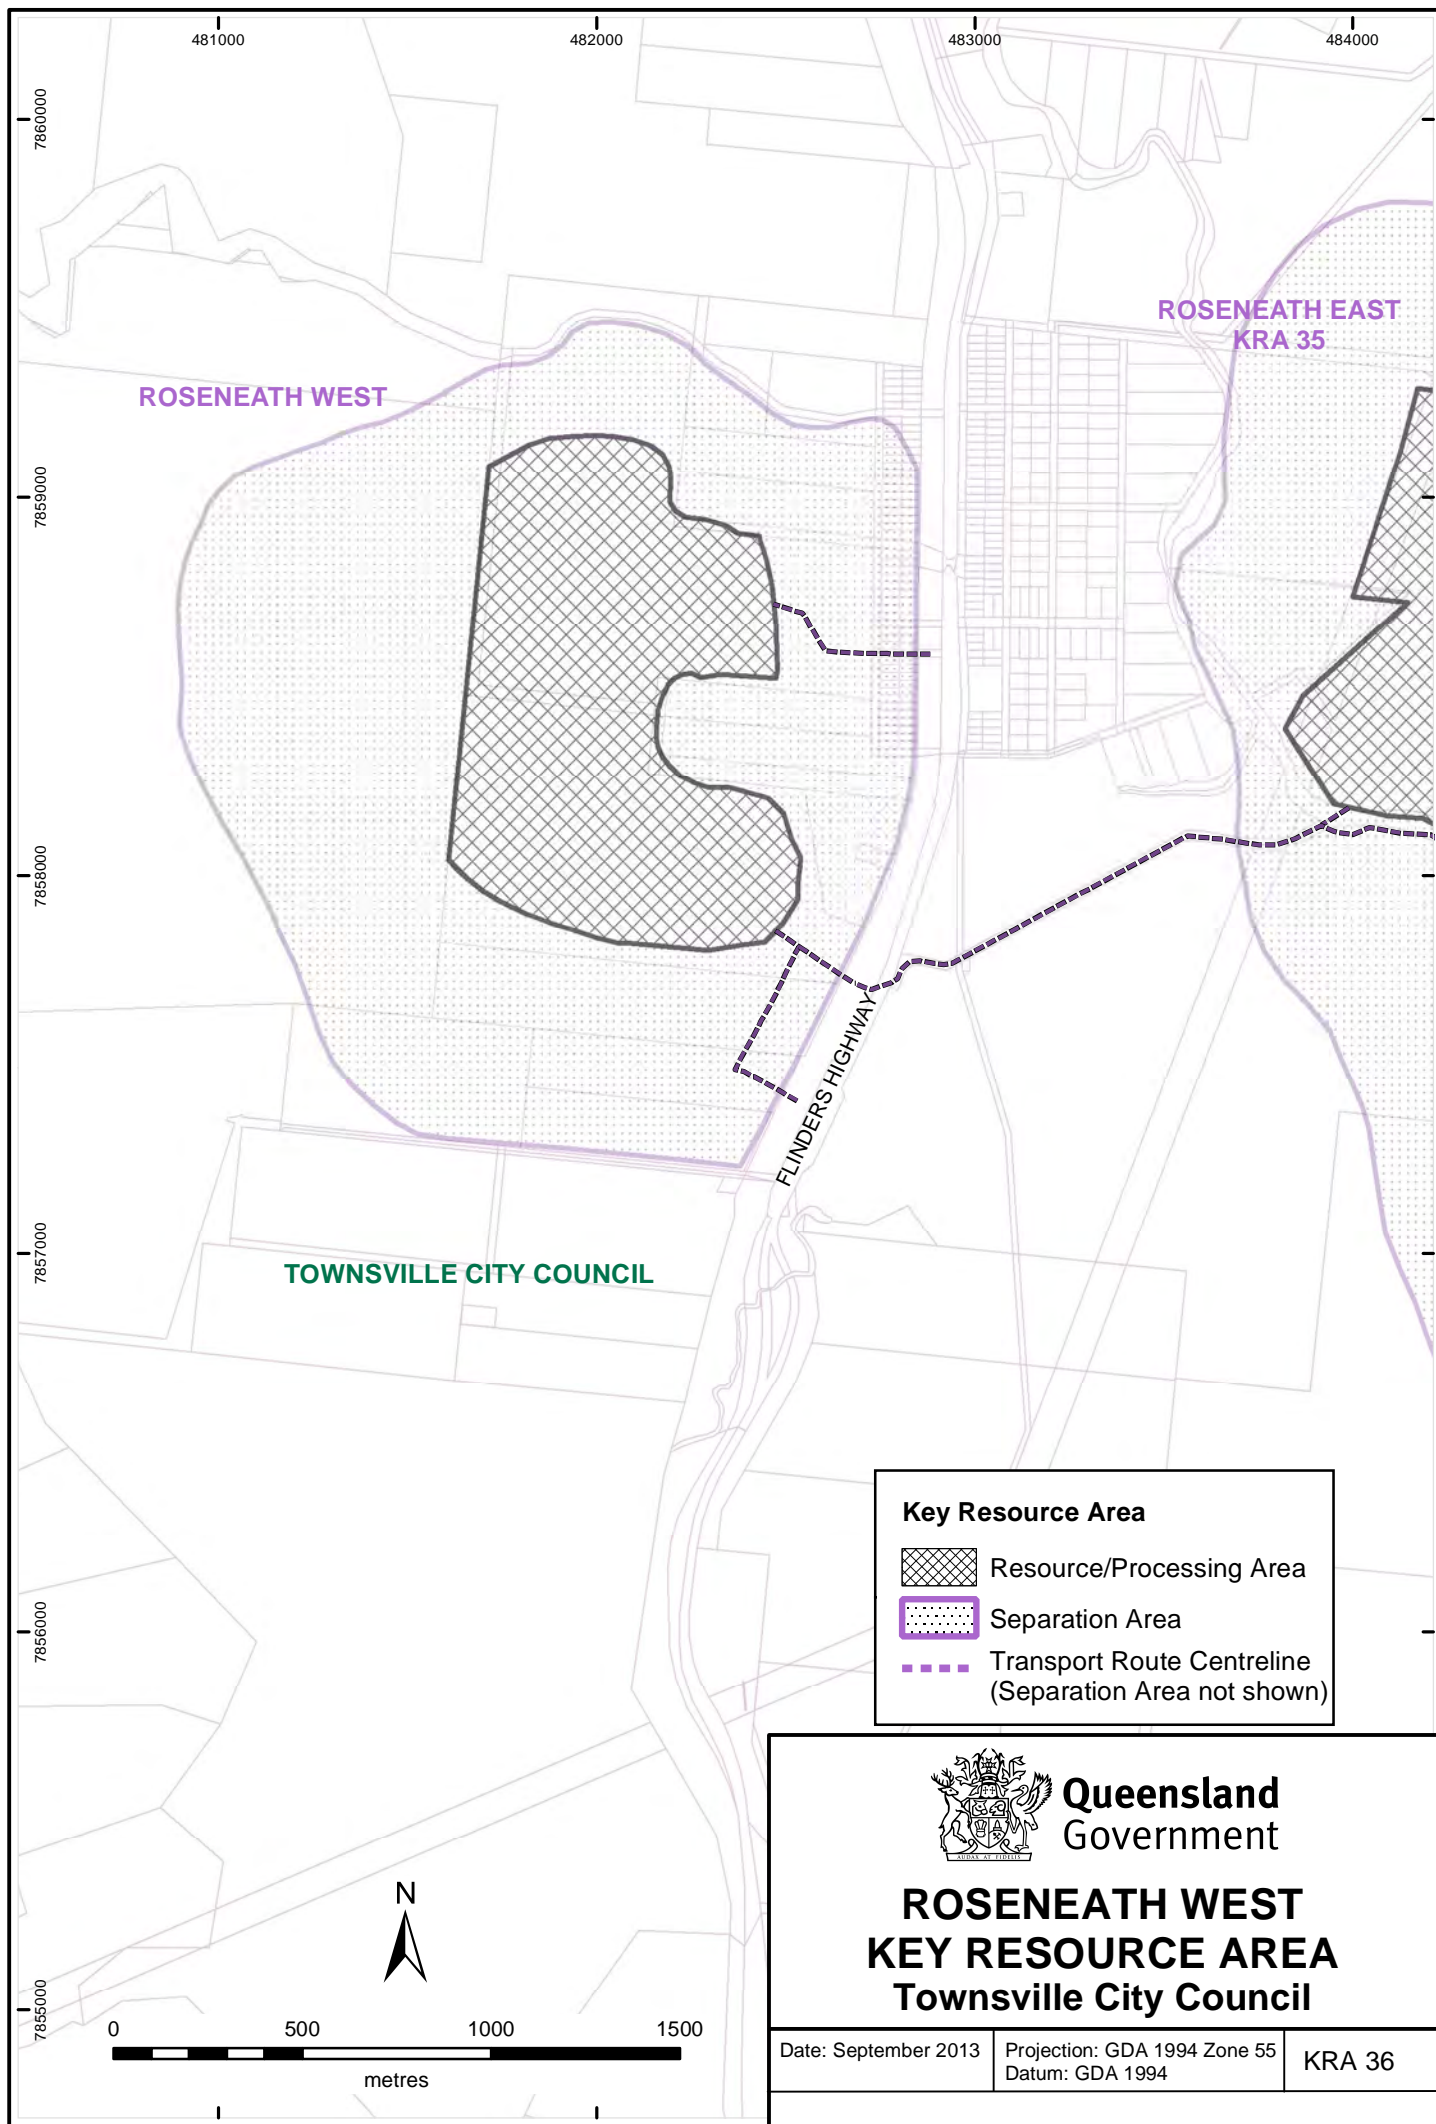 481000
482000
483000
484000
7860000
7859000
7858000
7857000
7856000
7855000
ROSENEATH EAST
KRA 35
ROSENEATH WEST
FLINDERS HIGHWAY
TOWNSVILLE CITY COUNCIL
Key Resource Area
Resource/Processing Area
Separation Area
Transport Route Centreline
(Separation Area not shown)
AUDAX AT FIDELIS
Queensland
Government
ROSENEATH WEST
KEY RESOURCE AREA
Townsville City Council
Date: September 2013
Projection: GDA 1994 Zone 55
Datum: GDA 1994
KRA 36
N
0
500
1000
1500
metres